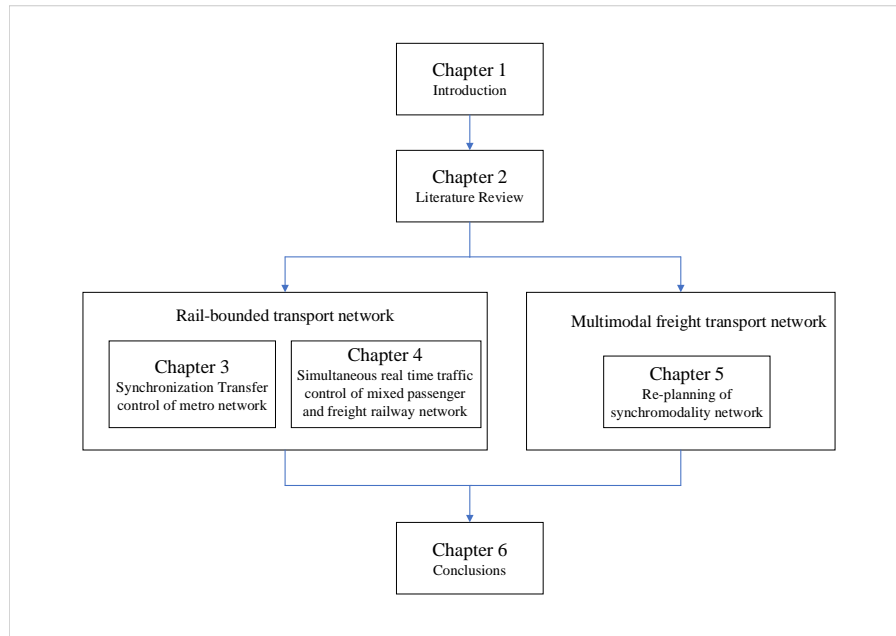 Chapter 1
Introduction
Chapter 2
Literature Review
Rail-bounded transport network
Chapter 3
Synchronization Transfer
control of metro network
Chapter 4
Simultaneous real time traffic
control of mixed passenger
and freight railway network
Multimodal freight transport network
Chapter 5
Re-planning of
synchromodality network
Chapter 6
Conclusions